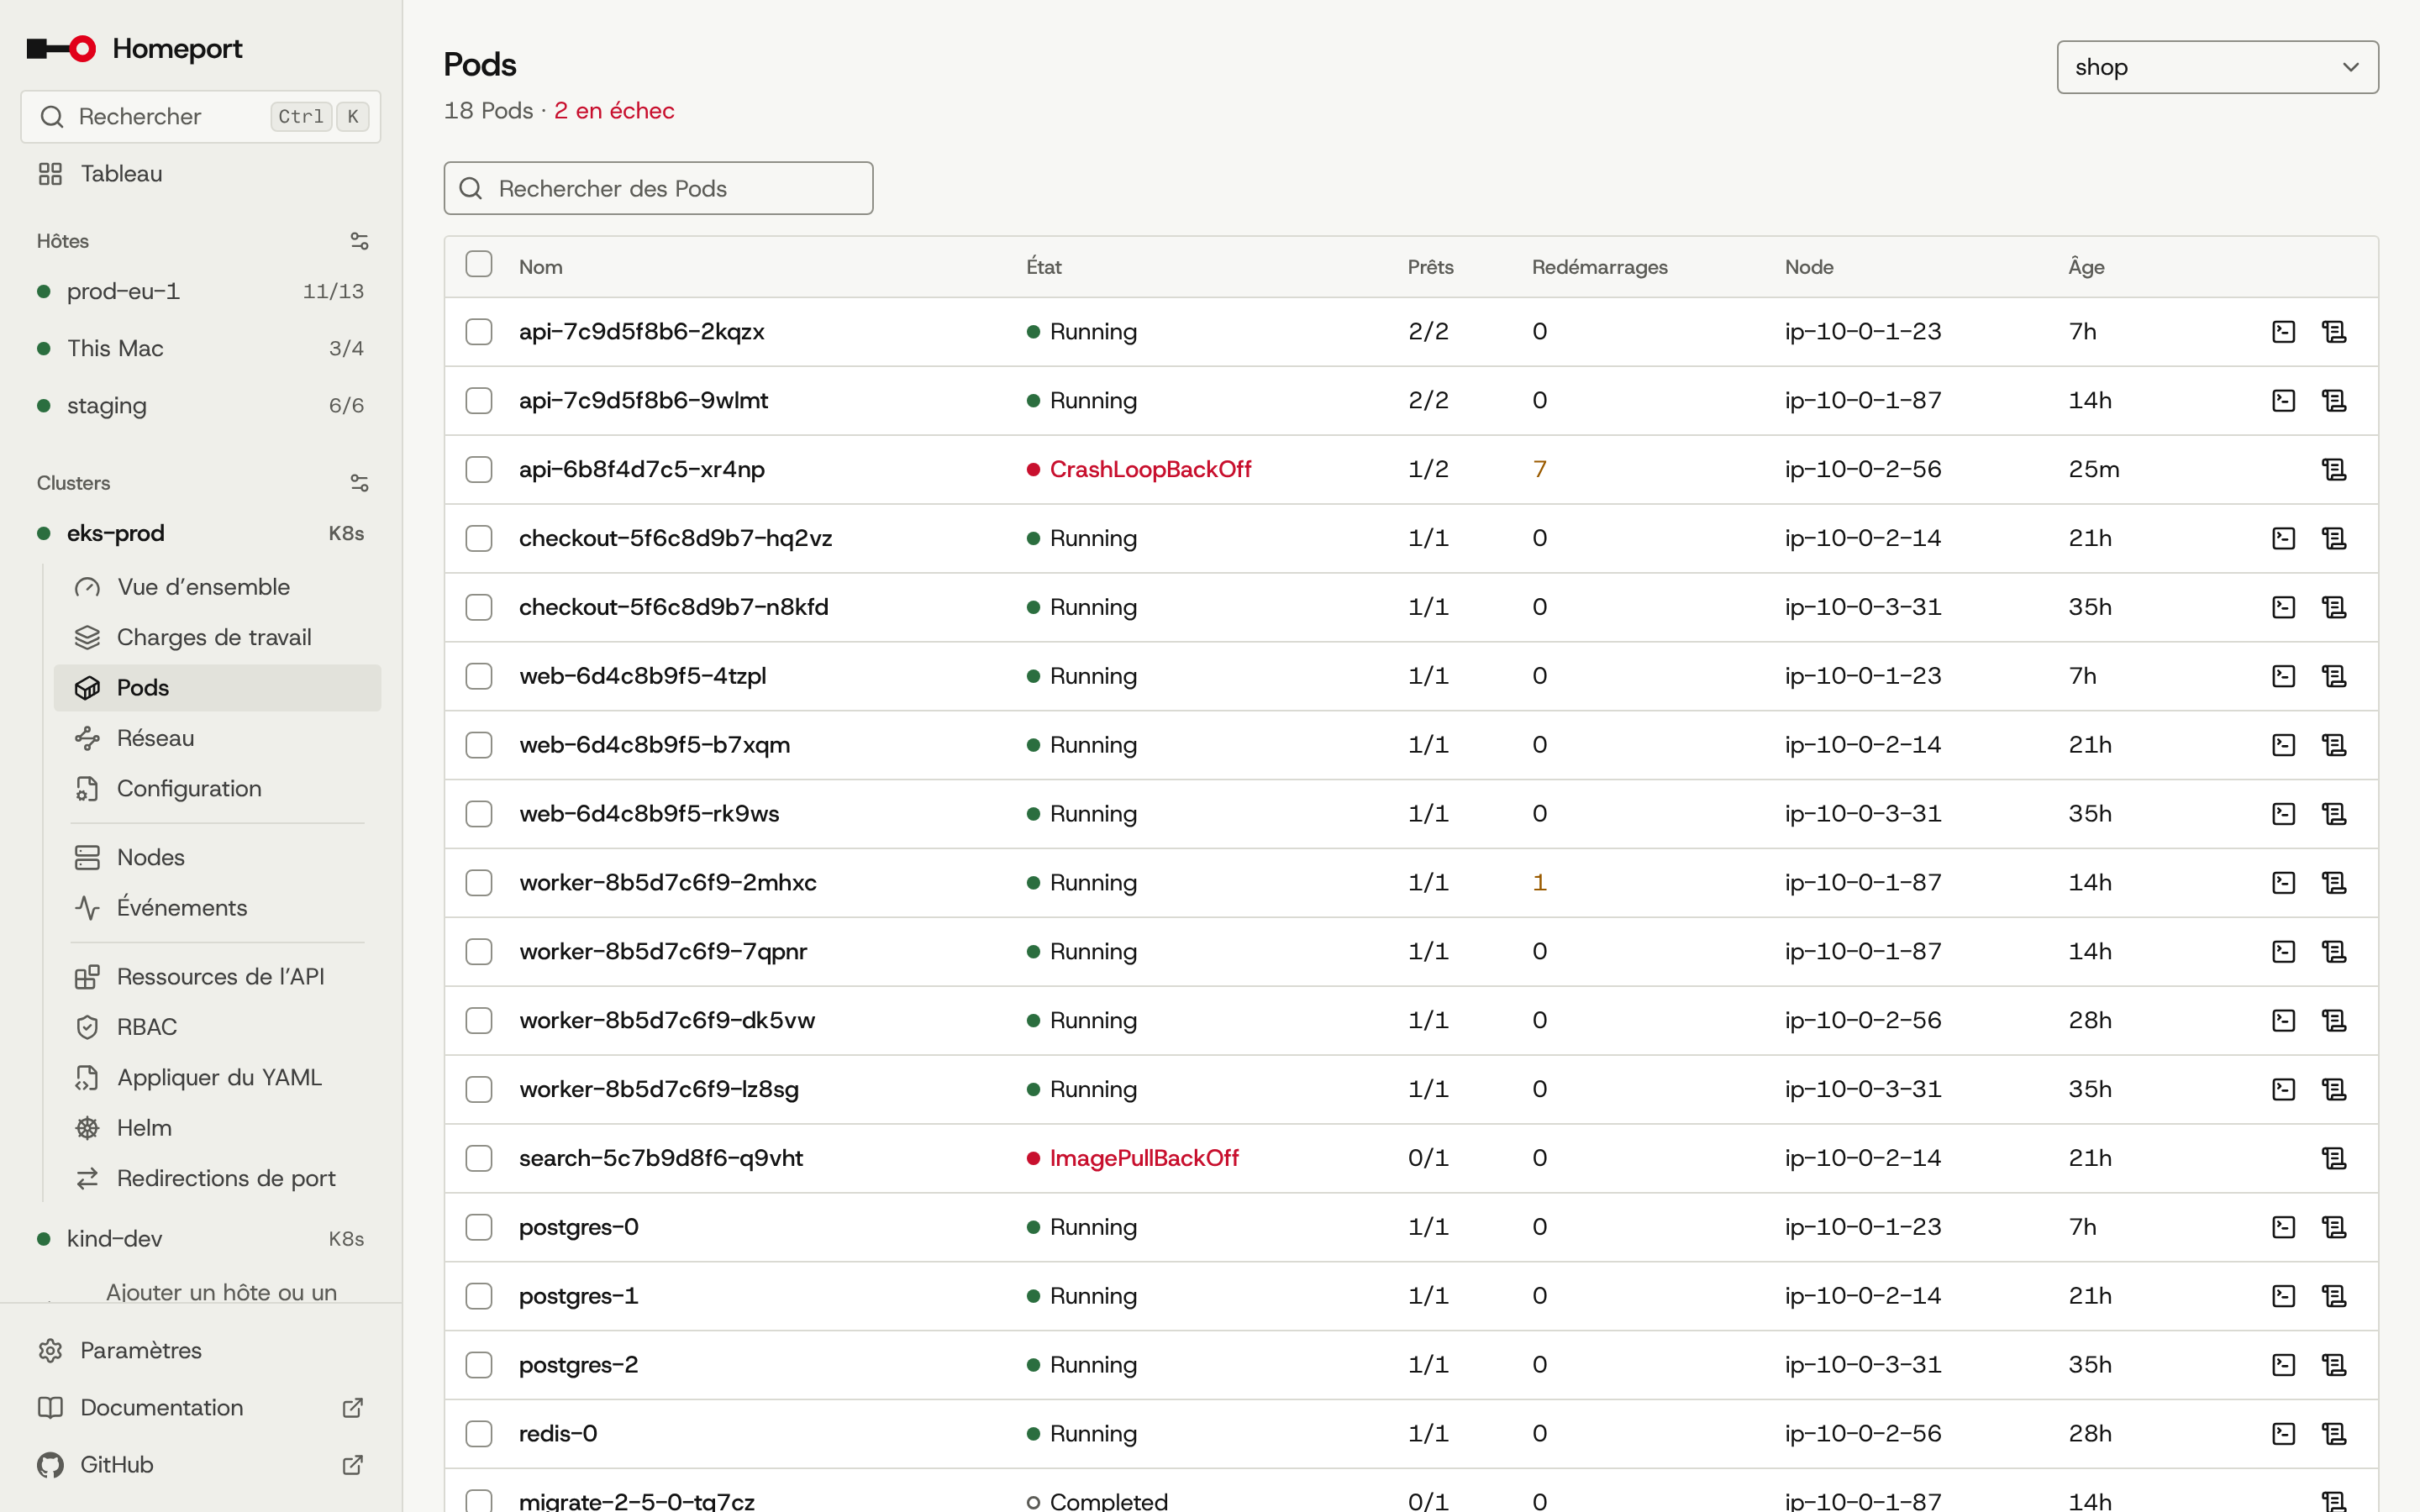 Homeport
Rechercher Ctrl K
Tableau
Hôtes
prod-eu-1 11/13
This Mac 3/4
staging 6/6
Clusters
eks-prod K8s
Vue d’ensemble
Charges de travail
Pods
Réseau
Configuration
Nodes
Événements
Ressources de l’API
RBAC
Appliquer du YAML
Helm
Redirections de port
kind-dev K8s
Ajouter un hôte ou un
Paramètres
Documentation
GitHub
Pods
18 Pods · 2 en échec
shop
Rechercher des Pods
Nom État Prêts Redémarrages Node Âge
api-7c9d5f8b6-2kqzx Running 2/2 0 ip-10-0-1-23 7h
api-7c9d5f8b6-9wlmt Running 2/2 0 ip-10-0-1-87 14h
api-6b8f4d7c5-xr4np CrashLoopBackOff 1/2 7 ip-10-0-2-56 25m
checkout-5f6c8d9b7-hq2vz Running 1/1 0 ip-10-0-2-14 21h
checkout-5f6c8d9b7-n8kfd Running 1/1 0 ip-10-0-3-31 35h
web-6d4c8b9f5-4tzpl Running 1/1 0 ip-10-0-1-23 7h
web-6d4c8b9f5-b7xqm Running 1/1 0 ip-10-0-2-14 21h
web-6d4c8b9f5-rk9ws Running 1/1 0 ip-10-0-3-31 35h
worker-8b5d7c6f9-2mhxc Running 1/1 1 ip-10-0-1-87 14h
worker-8b5d7c6f9-7qpnr Running 1/1 0 ip-10-0-1-87 14h
worker-8b5d7c6f9-dk5vw Running 1/1 0 ip-10-0-2-56 28h
worker-8b5d7c6f9-lz8sg Running 1/1 0 ip-10-0-3-31 35h
search-5c7b9d8f6-q9vht ImagePullBackOff 0/1 0 ip-10-0-2-14 21h
postgres-0 Running 1/1 0 ip-10-0-1-23 7h
postgres-1 Running 1/1 0 ip-10-0-2-14 21h
postgres-2 Running 1/1 0 ip-10-0-3-31 35h
redis-0 Running 1/1 0 ip-10-0-2-56 28h
migrate-2-5-0-tq7cz Completed 0/1 0 ip-10-0-1-87 14h